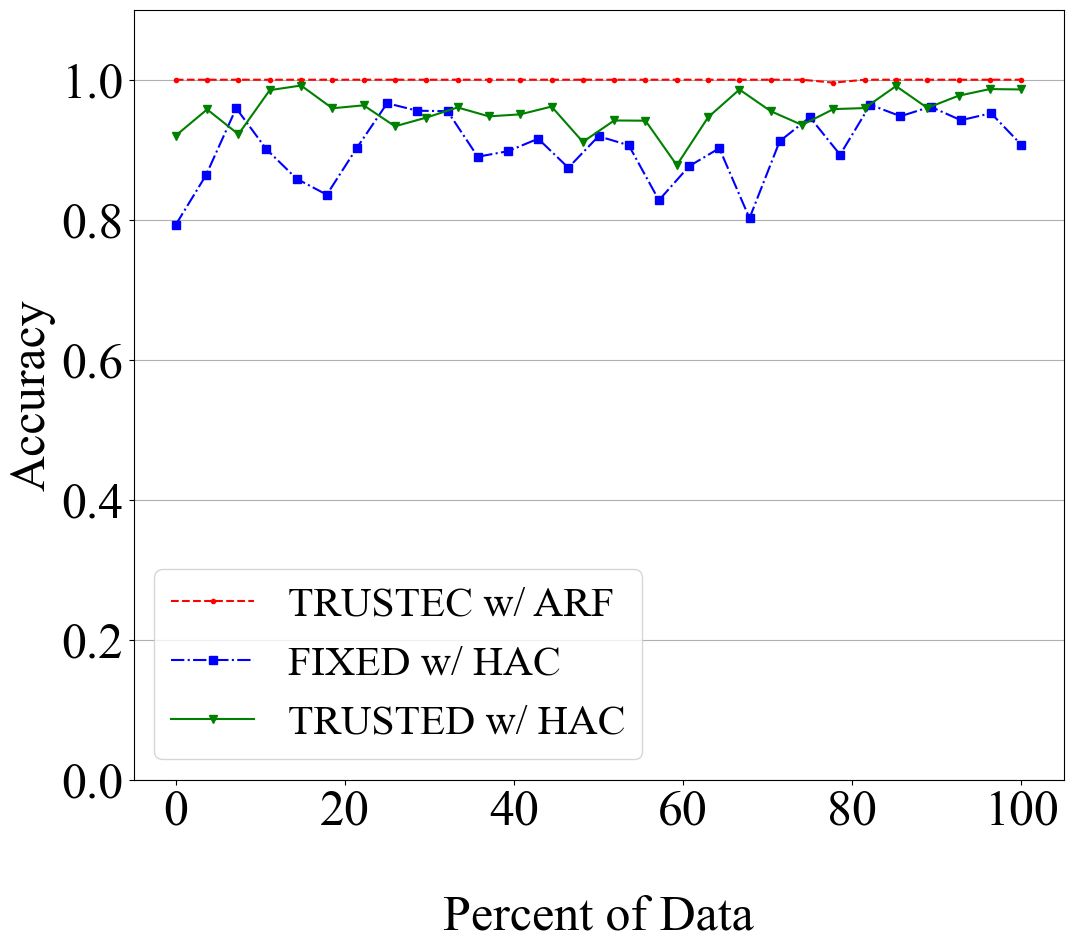 1.0
0.8
0.6
0.4
0.2
0.0
Accuracy
TRUSTEC w/ ARF
FIXED w/ HAC
TRUSTED w/ HAC
0 20 40 60 80 100
Percent of Data